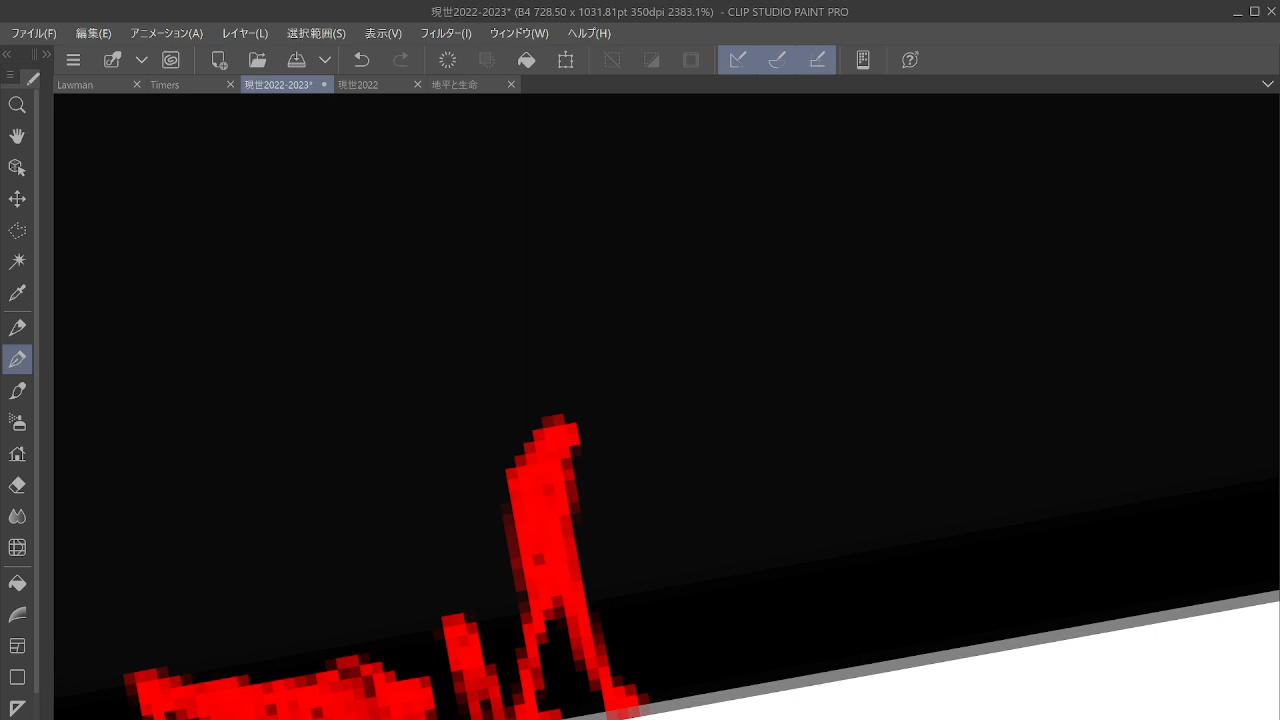 現世2022-2023* (B4 728.50 x 1031.81pt 350dpi 2383.1%) - CLIP STUDIO PAINT PRO
ファイル(F) 編集(E) アニメーション(A) レイヤー(L) 選択範囲(S) 表示(V) フィルター(I) ウィンドウ(W) ヘルプ(H)
Lawman Timers 現世2022-2023* 現世2022 地平と生命